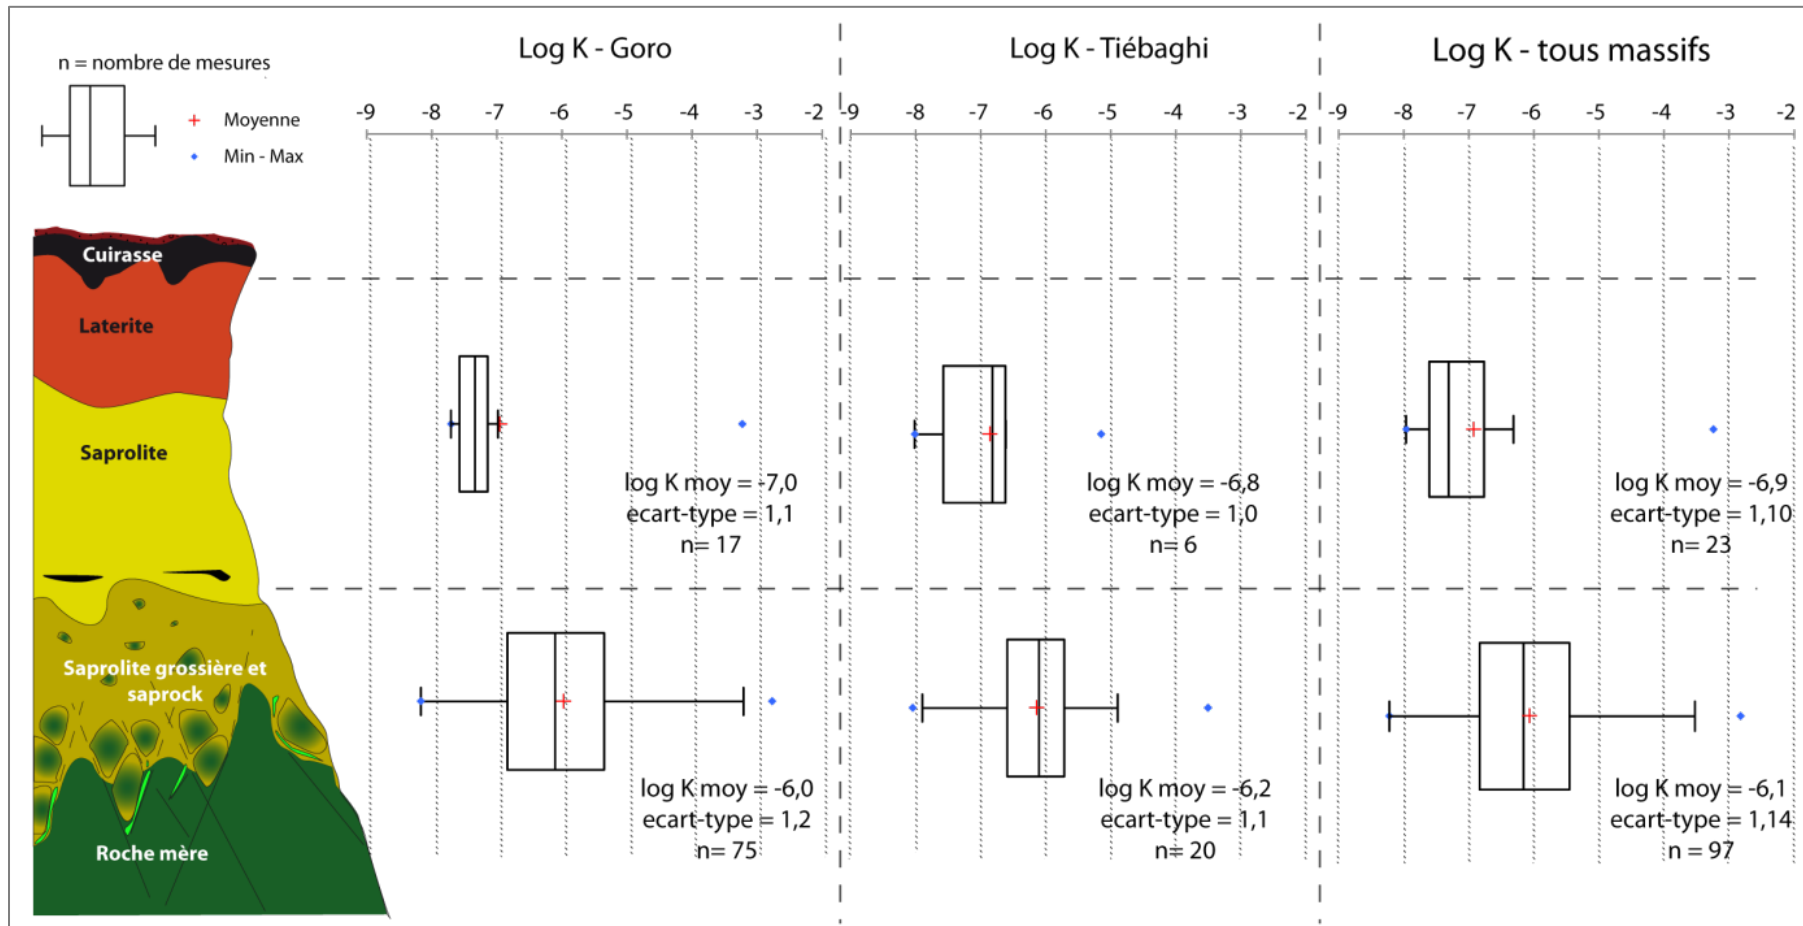 n = nombre de mesures
Moyenne
Min - Max
Log K - Goro
Log K - Tiébaghi
Log K - tous massifs
-9 -8 -7 -6 -5 -4 -3 -2
-9 -8 -7 -6 -5 -4 -3 -2
-9 -8 -7 -6 -5 -4 -3 -2
Cuirasse
Laterite
Saprolite
log K moy = -7,0
ecart-type = 1,1
n= 17
log K moy = -6,8
ecart-type = 1,0
n= 6
log K moy = -6,9
ecart-type = 1,10
n= 23
Saprolite grossière et
saprock
Roche mère
log K moy = -6,0
ecart-type = 1,2
n= 75
log K moy = -6,2
ecart-type = 1,1
n= 20
log K moy = -6,1
ecart-type = 1,14
n = 97